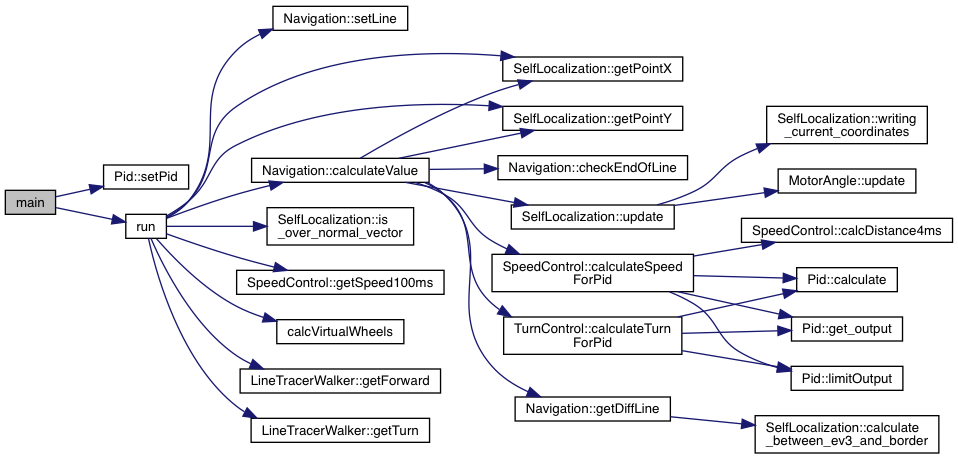 main
Pid::setPid
run
Navigation::setLine
Navigation::calculateValue
SelfLocalization::is
_over_normal_vector
SpeedControl::getSpeed100ms
calcVirtualWheels
LineTracerWalker::getForward
LineTracerWalker::getTurn
SelfLocalization::getPointX
SelfLocalization::getPointY
Navigation::checkEndOfLine
SelfLocalization::update
SpeedControl::calculateSpeed
ForPid
TurnControl::calculateTurn
ForPid
Navigation::getDiffLine
SelfLocalization::writing
_current_coordinates
MotorAngle::update
SpeedControl::calcDistance4ms
Pid::calculate
Pid::get_output
Pid::limitOutput
SelfLocalization::calculate
_between_ev3_and_border